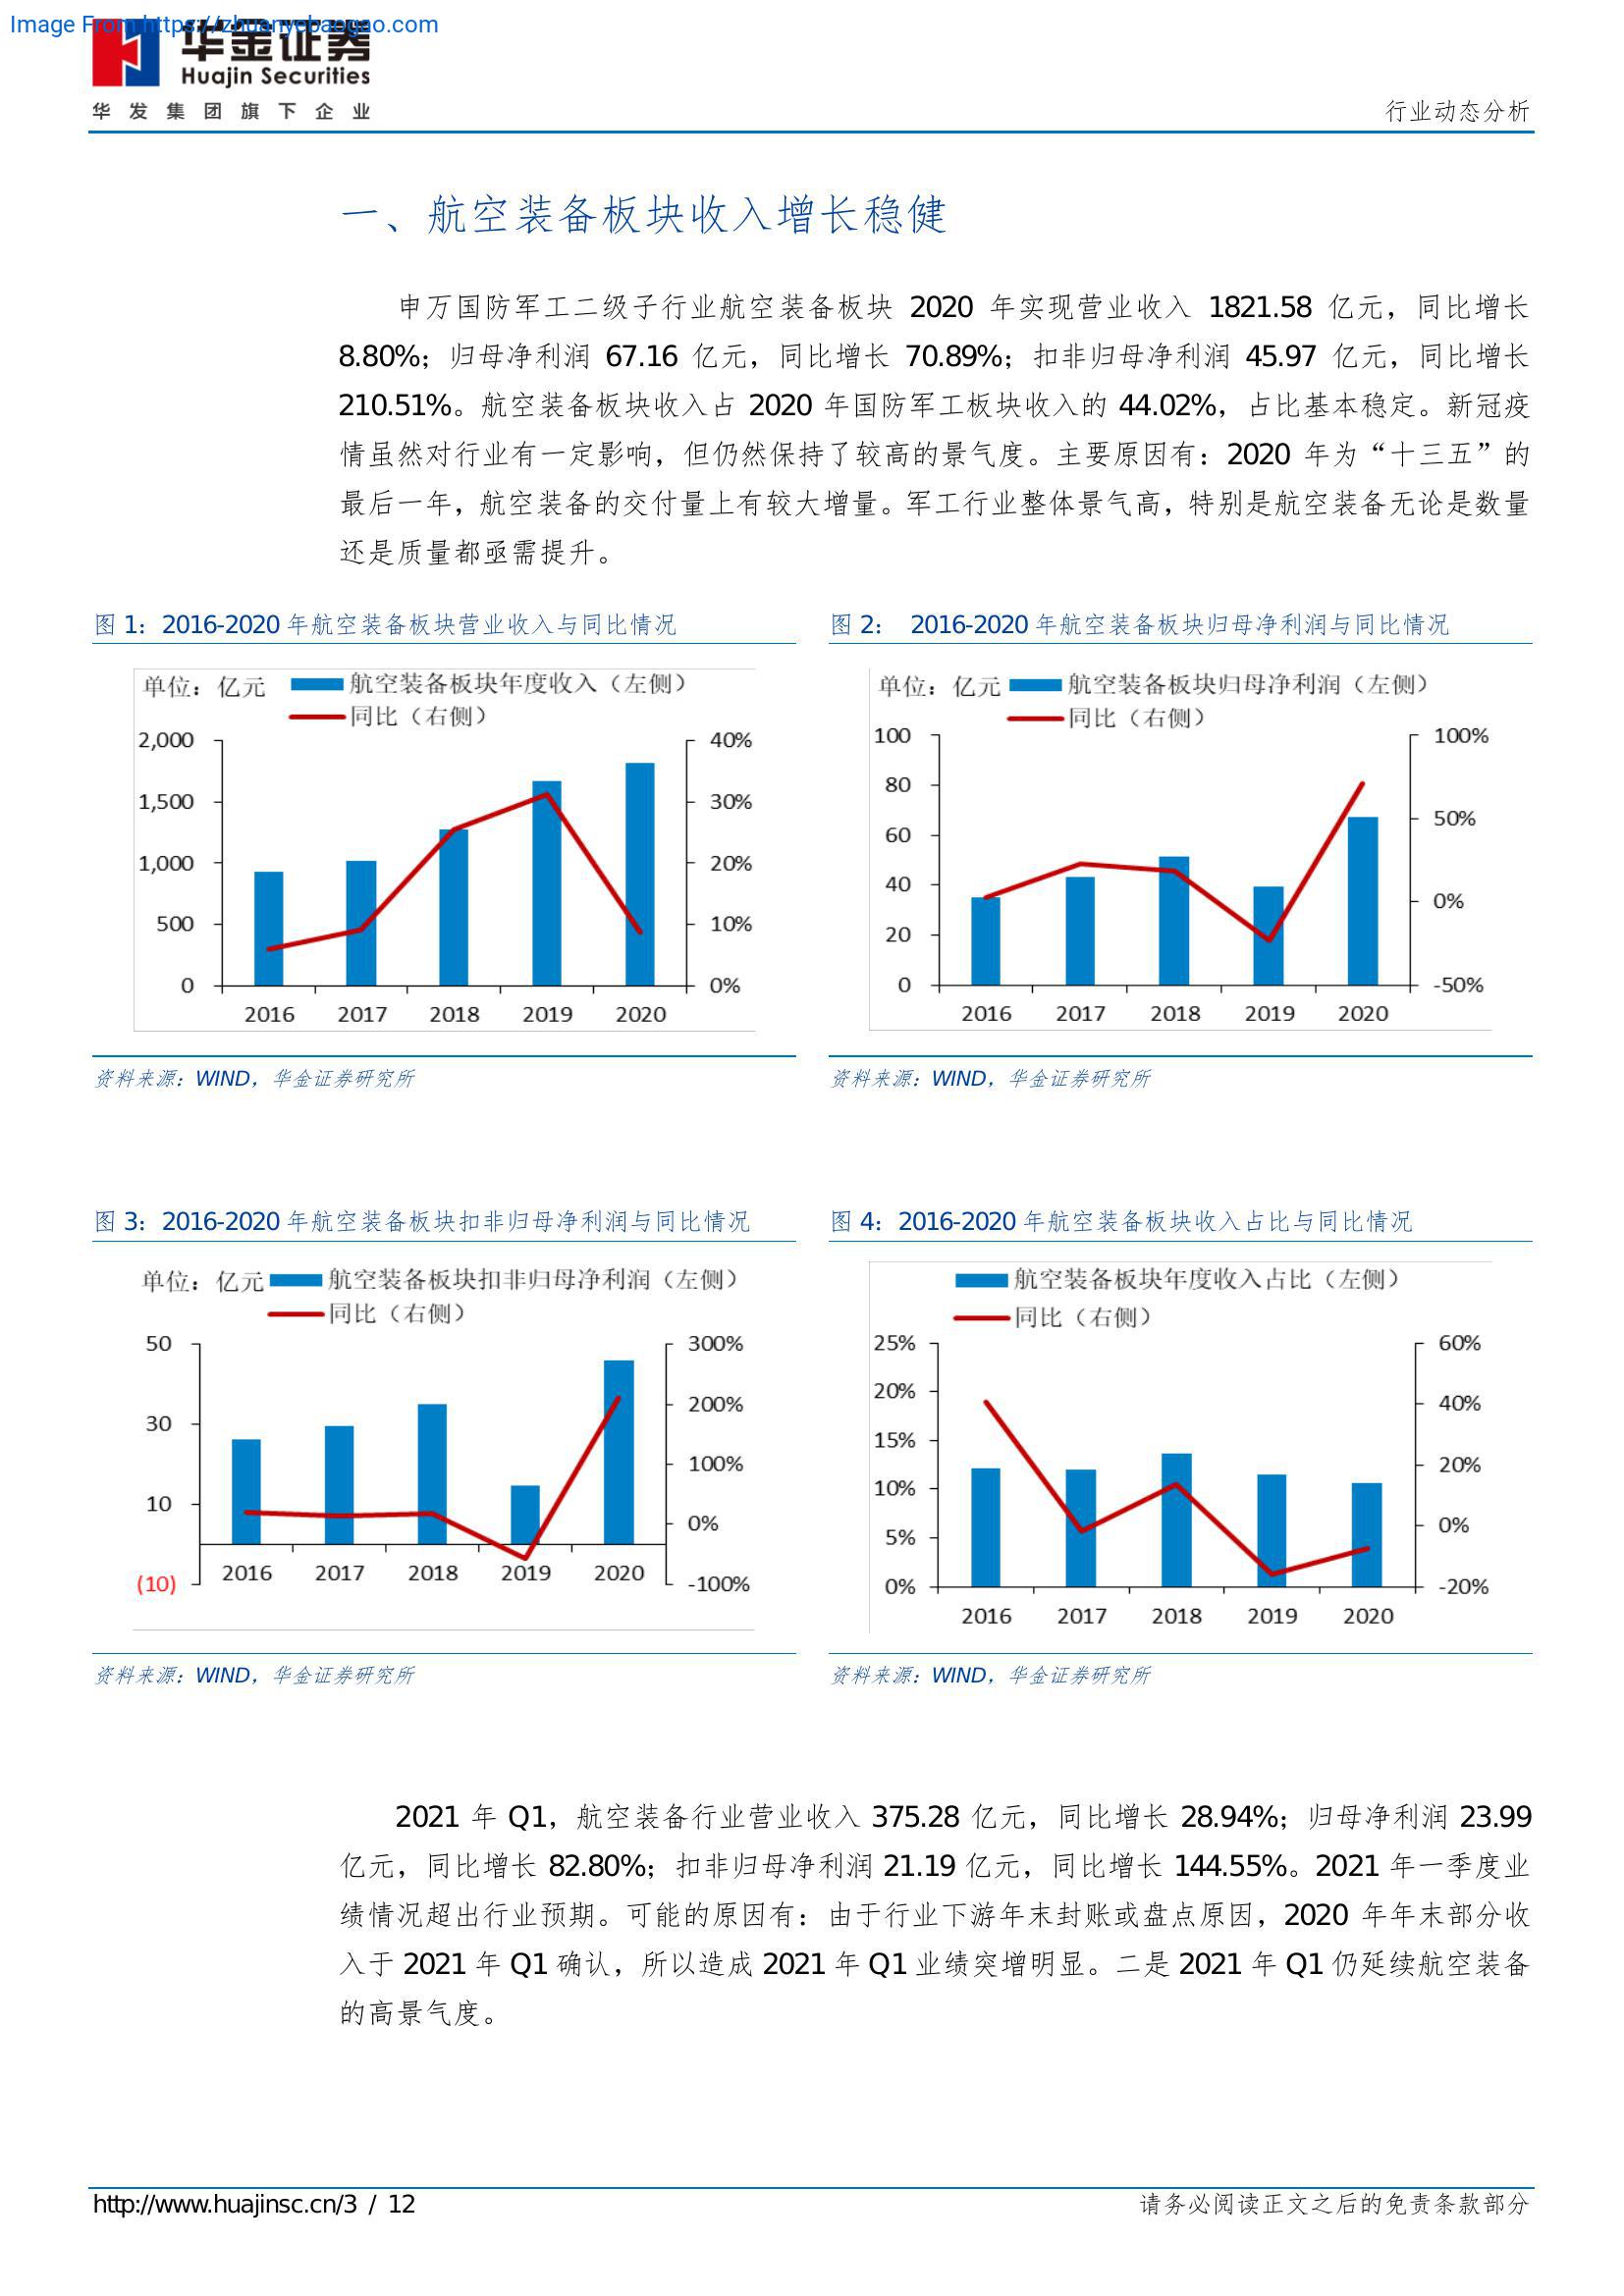 Image From https://zhuanyebaogao.com
华金证券
Huajin Securities
华发集团旗下企业
行业动态分析
一、航空装备板块收入增长稳健
申万国防军工二级子行业航空装备板块 2020 年实现营业收入 1821.58 亿元，同比增长
8.80%；归母净利润 67.16 亿元，同比增长 70.89%；扣非归母净利润 45.97 亿元，同比增长
210.51%。航空装备板块收入占 2020 年国防军工板块收入的 44.02%，占比基本稳定。新冠疫
情虽然对行业有一定影响，但仍然保持了较高的景气度。主要原因有：2020 年为“十三五”的
最后一年，航空装备的交付量上有较大增量。军工行业整体景气高，特别是航空装备无论是数量
还是质量都亟需提升。
图 1：2016-2020 年航空装备板块营业收入与同比情况
单位：亿元
航空装备板块年度收入（左侧）
同比（右侧）
2,000
1,500
1,000
500
0
40%
30%
20%
10%
0%
2016 2017 2018 2019 2020
资料来源：WIND，华金证券研究所
图 2： 2016-2020 年航空装备板块归母净利润与同比情况
单位：亿元
航空装备板块归母净利润（左侧）
同比（右侧）
100
80
60
40
20
0
100%
50%
0%
-50%
2016 2017 2018 2019 2020
资料来源：WIND，华金证券研究所
图 3：2016-2020 年航空装备板块扣非归母净利润与同比情况
单位：亿元
航空装备板块扣非归母净利润（左侧）
同比（右侧）
50
30
10
(10)
300%
200%
100%
0%
-100%
2016 2017 2018 2019 2020
资料来源：WIND，华金证券研究所
图 4：2016-2020 年航空装备板块收入占比与同比情况
航空装备板块年度收入占比（左侧）
同比（右侧）
25%
20%
15%
10%
5%
0%
60%
40%
20%
0%
-20%
2016 2017 2018 2019 2020
资料来源：WIND，华金证券研究所
2021 年 Q1，航空装备行业营业收入 375.28 亿元，同比增长 28.94%；归母净利润 23.99
亿元，同比增长 82.80%；扣非归母净利润 21.19 亿元，同比增长 144.55%。2021 年一季度业
绩情况超出行业预期。可能的原因有：由于行业下游年末封账或盘点原因，2020 年年末部分收
入于 2021 年 Q1 确认，所以造成 2021 年 Q1 业绩突增明显。二是 2021 年 Q1 仍延续航空装备
的高景气度。
http://www.huajinsc.cn/3 / 12
请务必阅读正文之后的免责条款部分